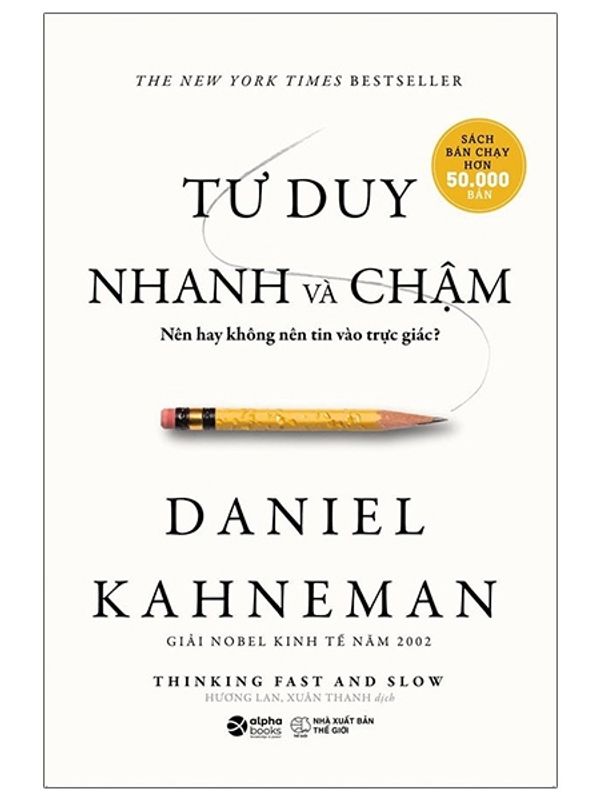 THE NEW YORK TIMES BESTSELLER
SÁCH
BÁN CHẠY
HƠN
50.000
BẢN
TƯ DUY
NHANH VÀ CHẬM
Nên hay không nên tin vào trực giác?
DANIEL
KAHNEMAN
GIẢI NOBEL KINH TẾ NĂM 2002
THINKING FAST AND SLOW
HƯƠNG LAN, XUÂN THANH dịch
alpha
books
NHÀ XUẤT BẢN
THẾ GIỚI